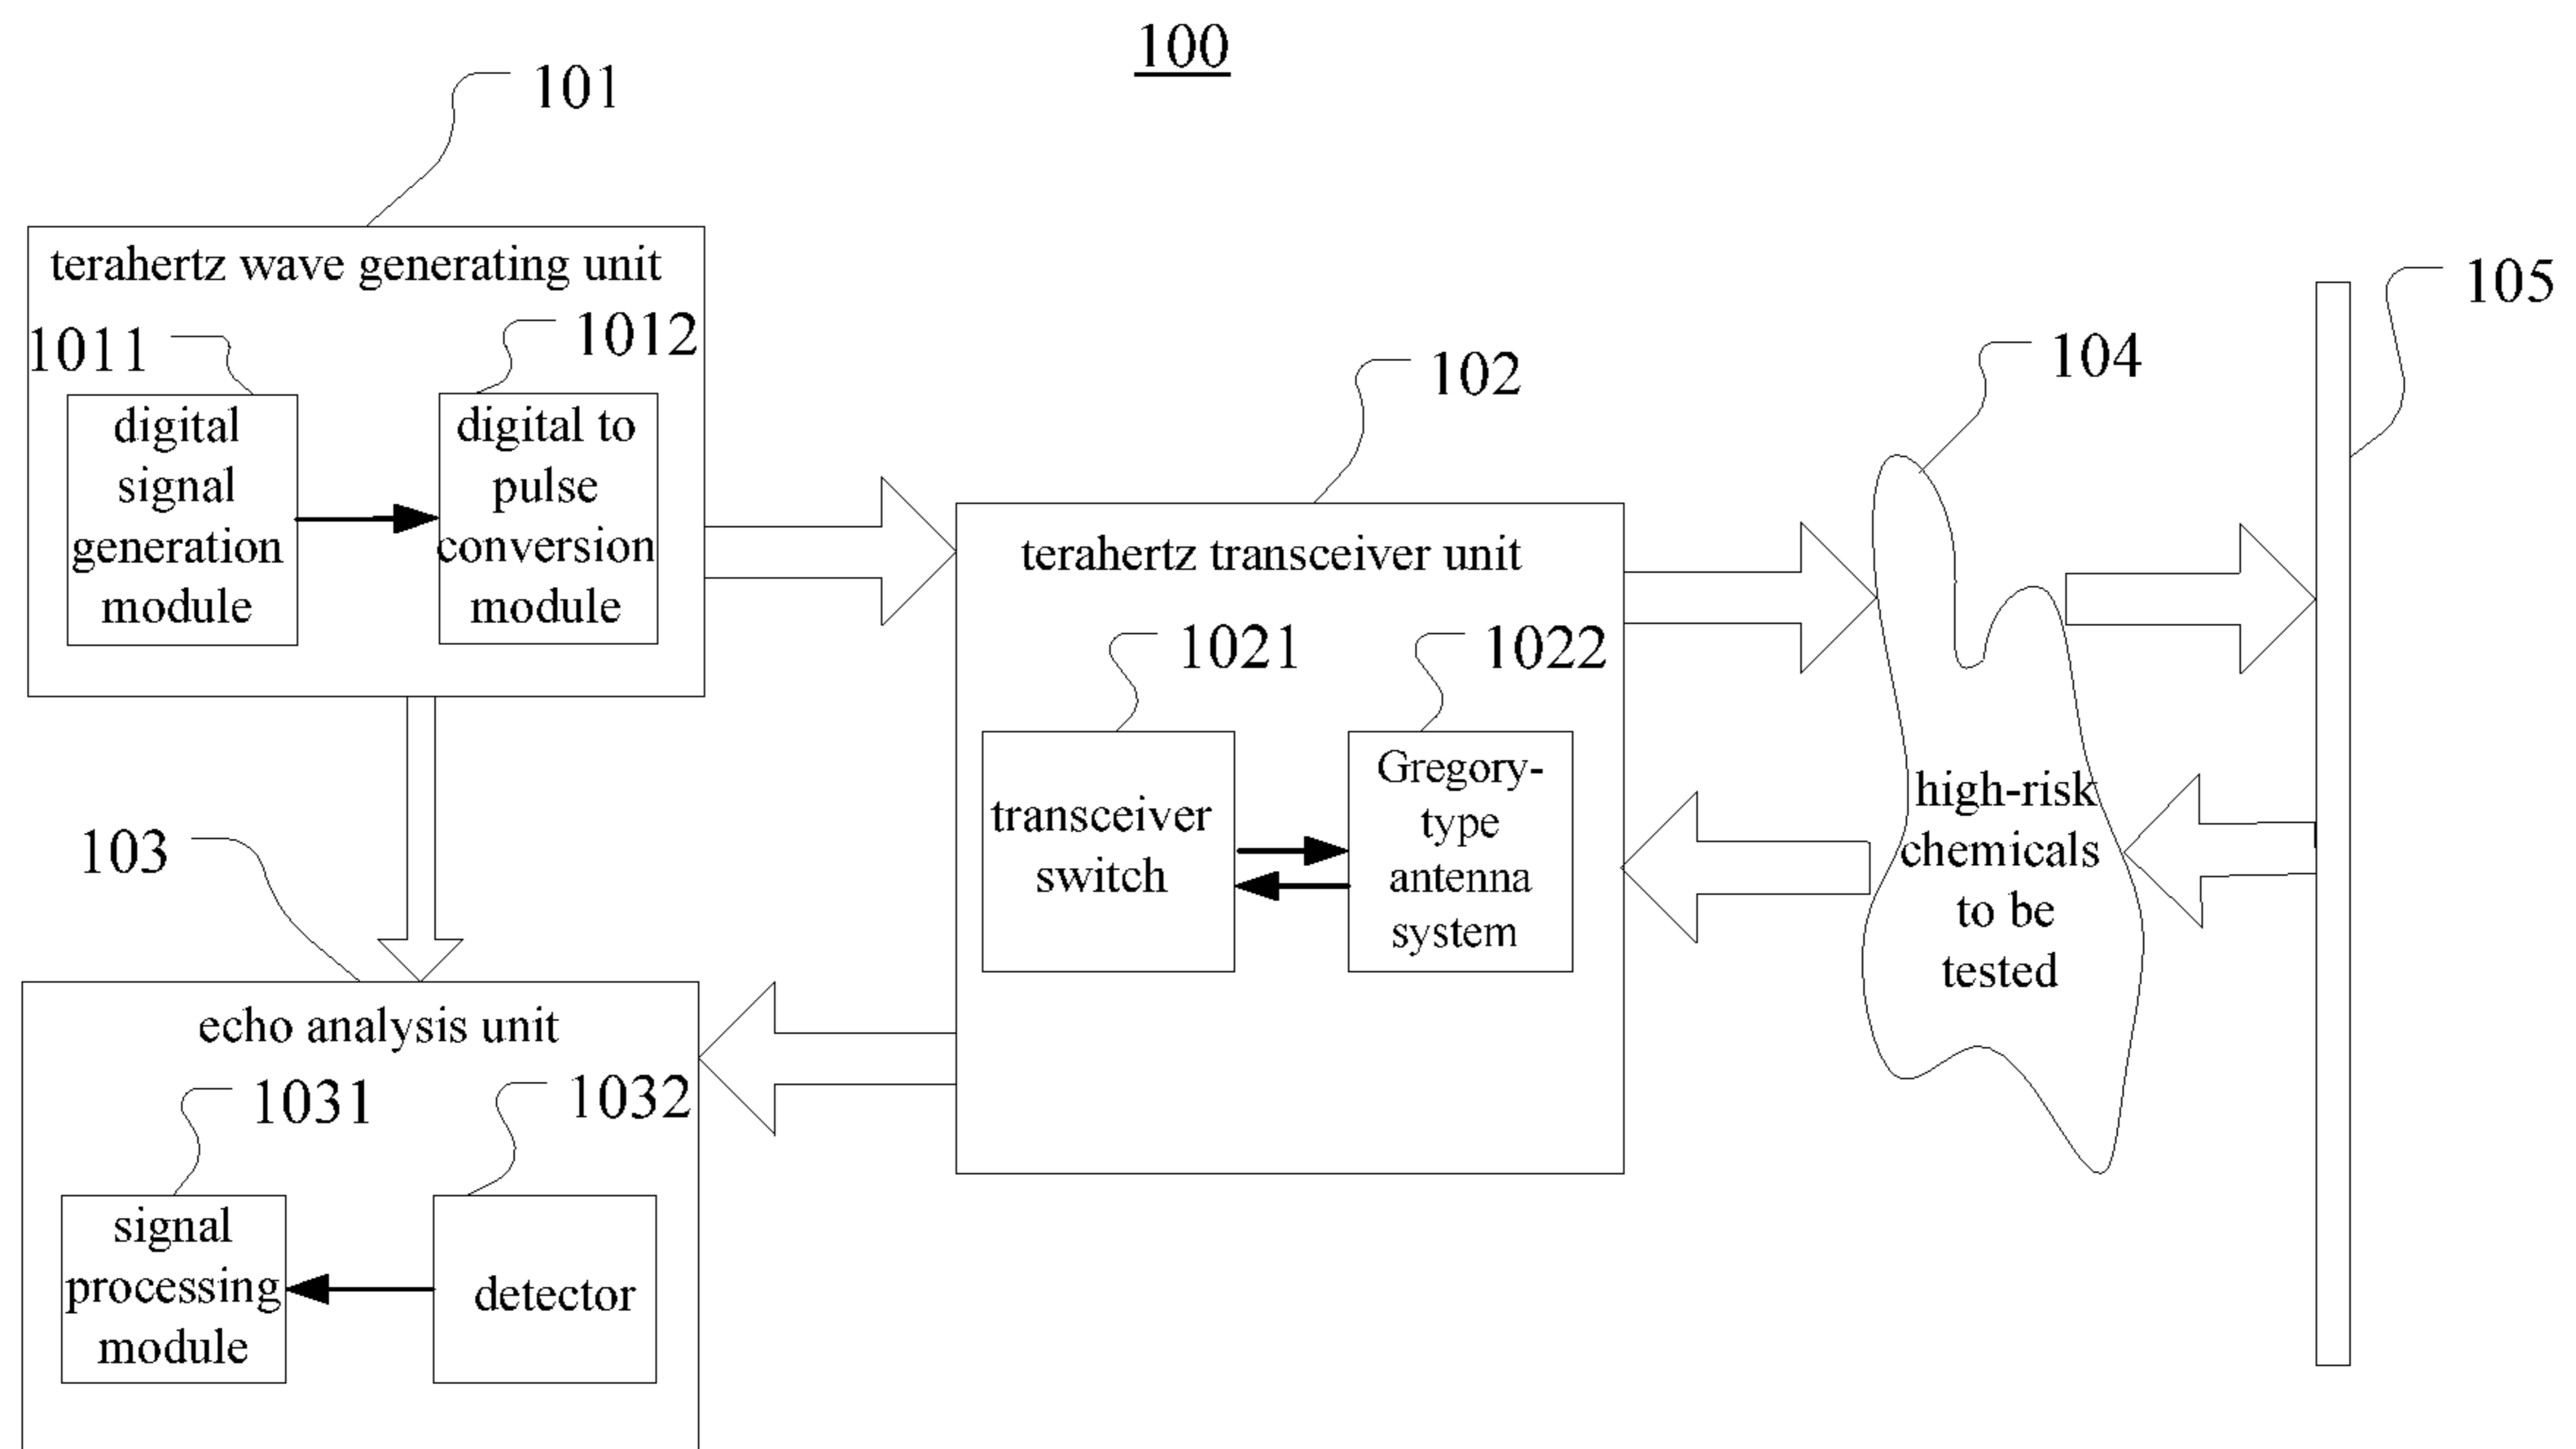 100
101
terahertz wave generating unit
1011
1012
digital
signal
generation
module
digital to
pulse
conversion
module
102
terahertz transceiver unit
1021
1022
transceiver
switch
Gregory-
type
antenna
system
104
high-risk
chemicals
to be
tested
105
103
echo analysis unit
1031
1032
signal
processing
module
detector